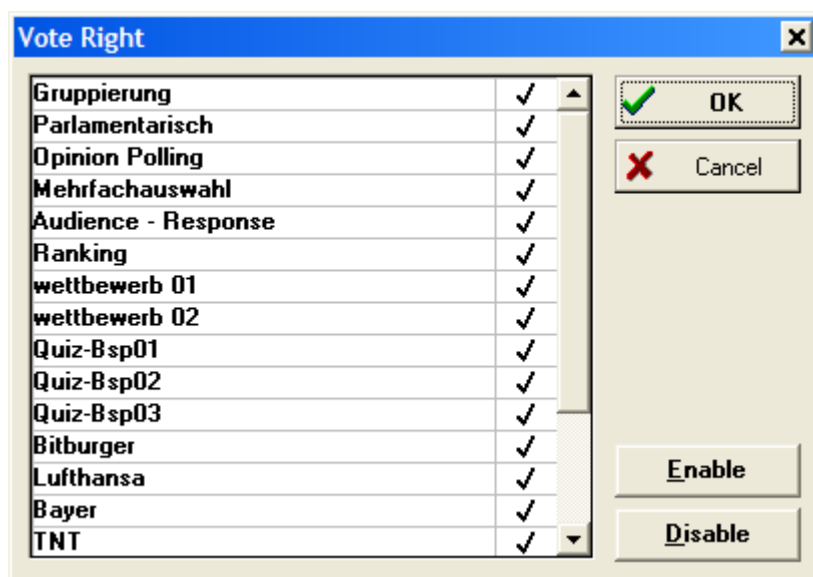 Vote Right
Gruppierung
Parlamentarisch
Opinion Polling
Mehrfachauswahl
Audience - Response
Ranking
wettbewerb 01
wettbewerb 02
Quiz-Bsp01
Quiz-Bsp02
Quiz-Bsp03
Bitburger
Lufthansa
Bayer
TNT
OK
Cancel
Enable
Disable